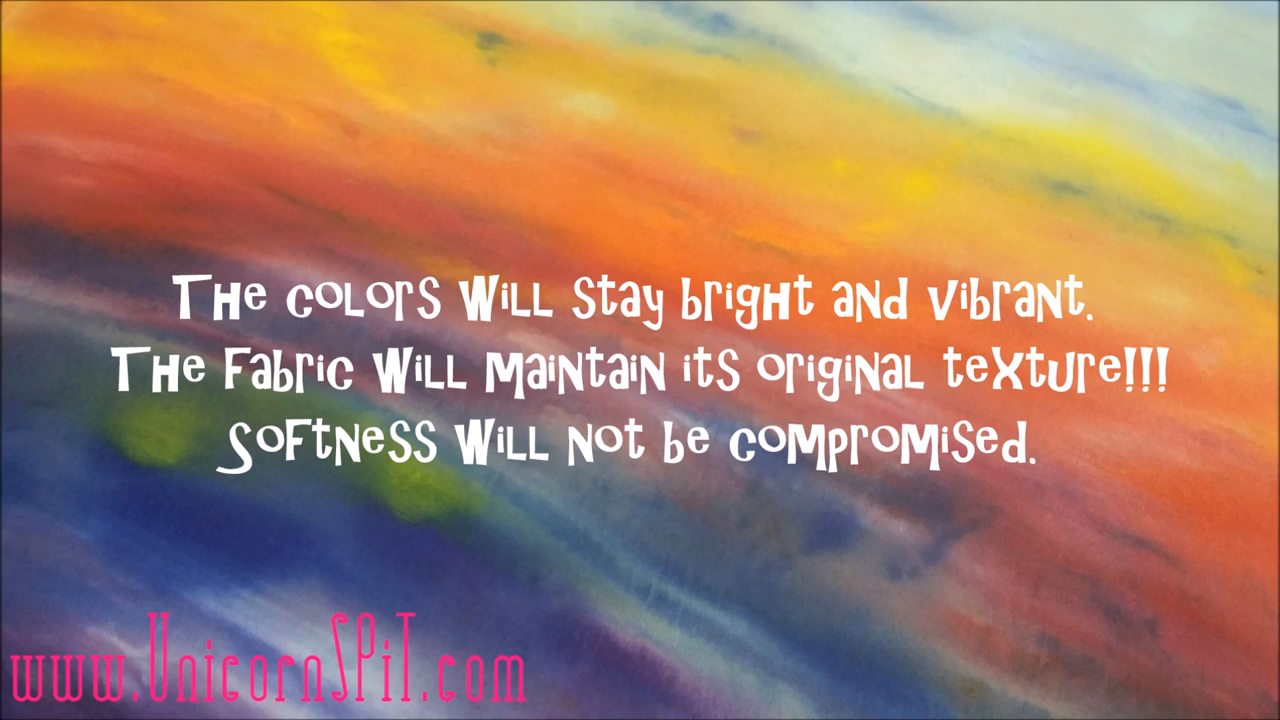 The colors will stay bright and vibrant.
The Fabric will maintain its original texture!!!
Softness will not be compromised.
www.UnicornSPiT.com